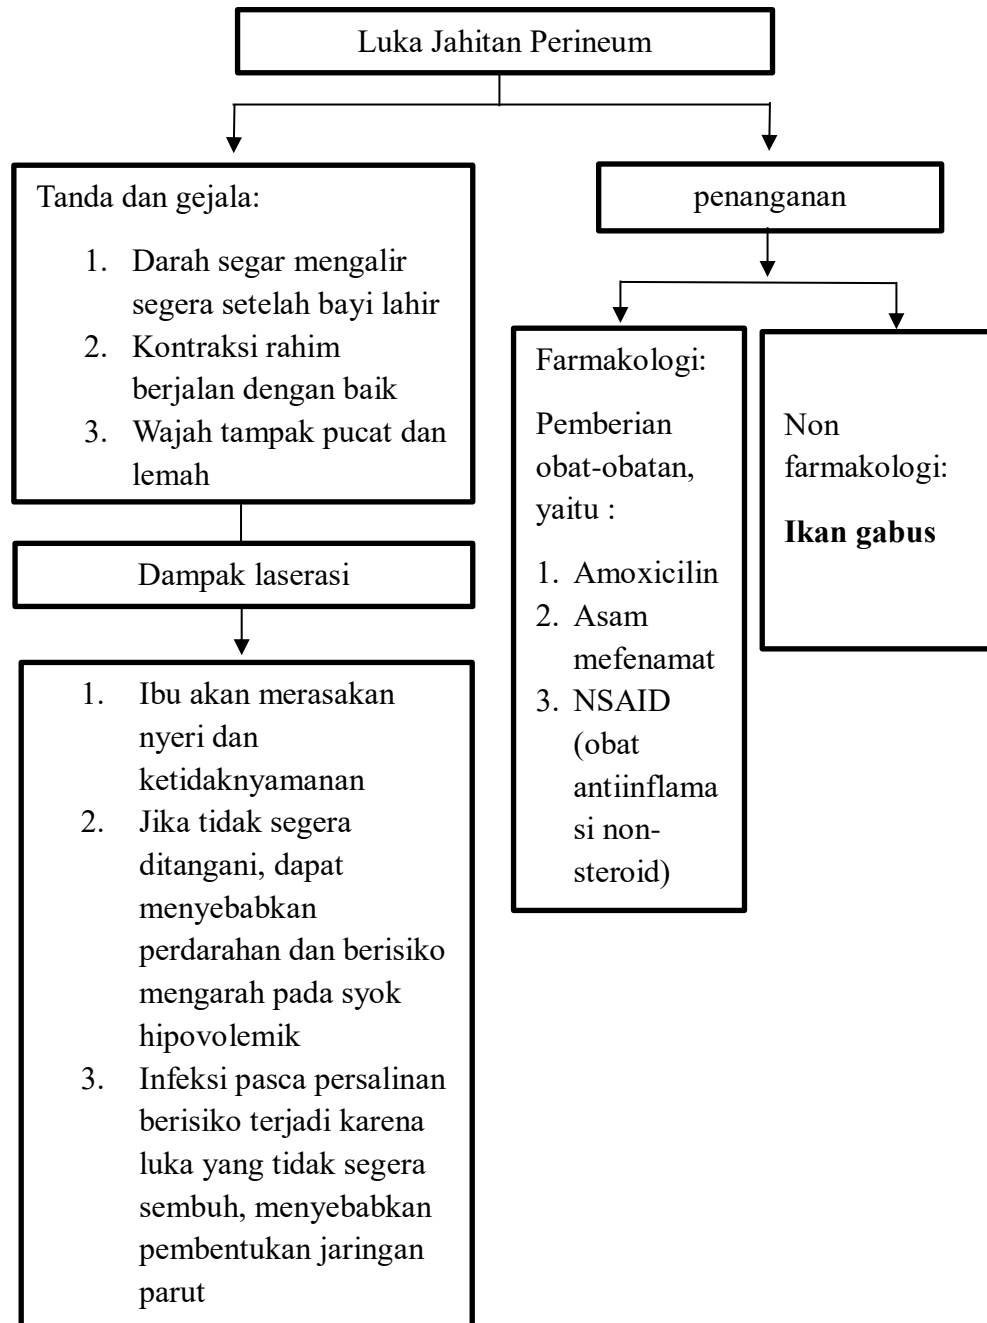 Luka Jahitan Perineum
Tanda dan gejala:
1. Darah segar mengalir
segera setelah bayi lahir
2. Kontraksi rahim
berjalan dengan baik
3. Wajah tampak pucat dan
lemah
Dampak laserasi
1. Ibu akan merasakan
nyeri dan
ketidaknyamanan
2. Jika tidak segera
ditangani, dapat
menyebabkan
perdarahan dan berisiko
mengarah pada syok
hipovolemik
3. Infeksi pasca persalinan
berisiko terjadi karena
luka yang tidak segera
sembuh, menyebabkan
pembentukan jaringan
parut
penanganan
Farmakologi:
Pemberian
obat-obatan,
yaitu :
1. Amoxicilin
2. Asam
mefenamat
3. NSAID
(obat
antiinflama
si non-
steroid)
Non
farmakologi:
Ikan gabus